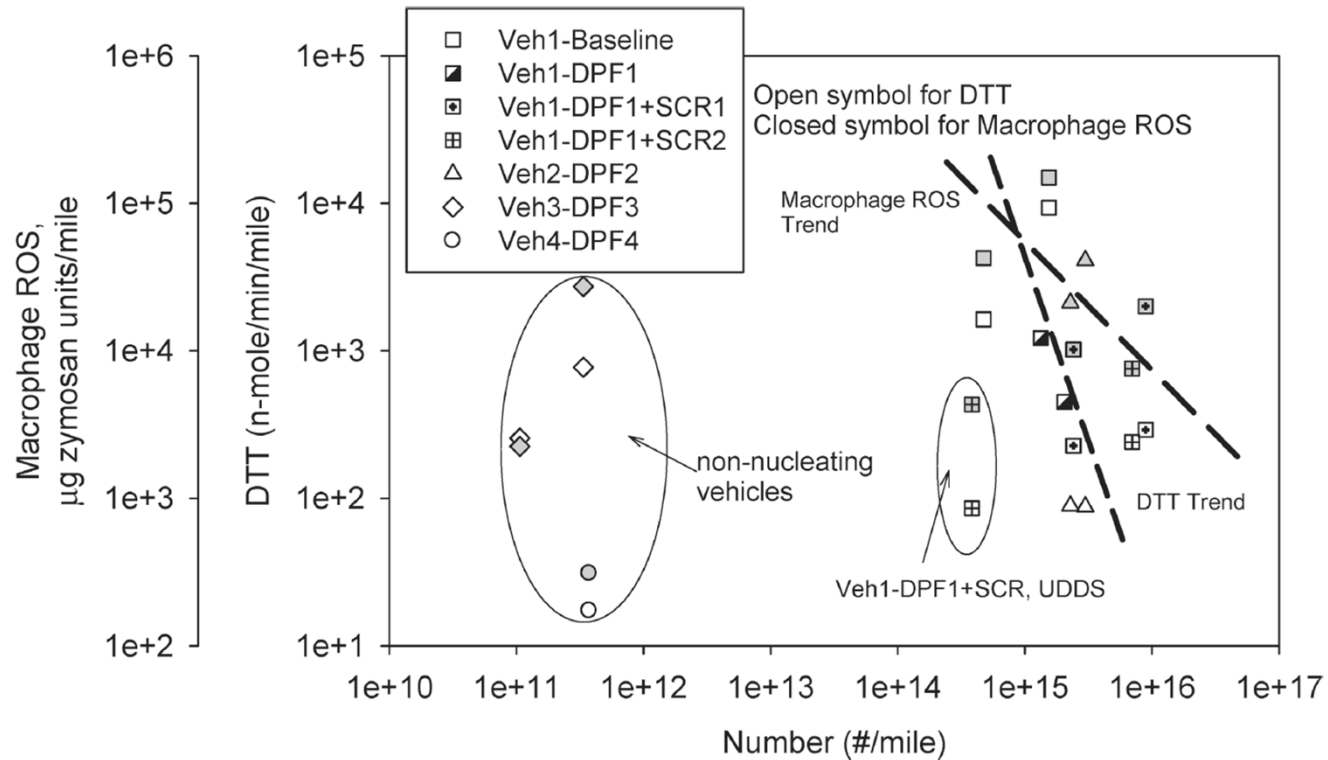 Veh1-Baseline
Veh1-DPF1
Veh1-DPF1+SCR1
Veh1-DPF1+SCR2
Veh2-DPF2
Veh3-DPF3
Veh4-DPF4
Open symbol for DTT
Closed symbol for Macrophage ROS
Macrophage ROS
Trend
DTT Trend
non-nucleating
vehicles
Veh1-DPF1+SCR, UDDS
Macrophage ROS,
μg zymosan units/mile
1e+6
1e+5
1e+4
1e+3
1e+2
DTT (n-mole/min/mile)
1e+5
1e+4
1e+3
1e+2
1e+1
1e+10
1e+11
1e+12
1e+13
1e+14
1e+15
1e+16
1e+17
Number (#/mile)